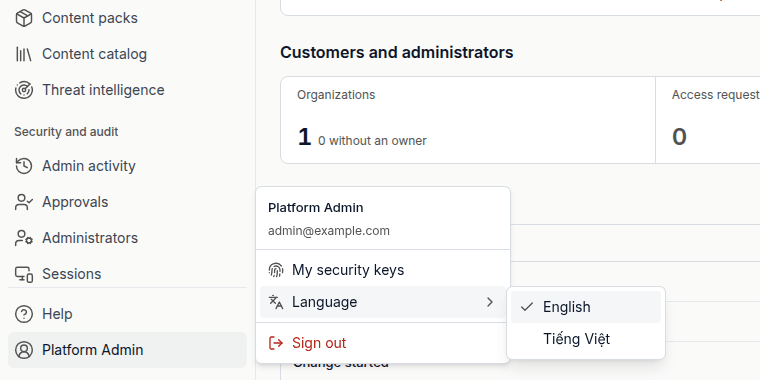 Content packs
Content catalog
Threat intelligence
Security and audit
Admin activity
Approvals
Administrators
Sessions
Help
Platform Admin
Customers and administrators
Organizations
1 0 without an owner
Access request
0
Platform Admin
admin@example.com
My security keys
Language
English
Tiếng Việt
Sign out
Change started